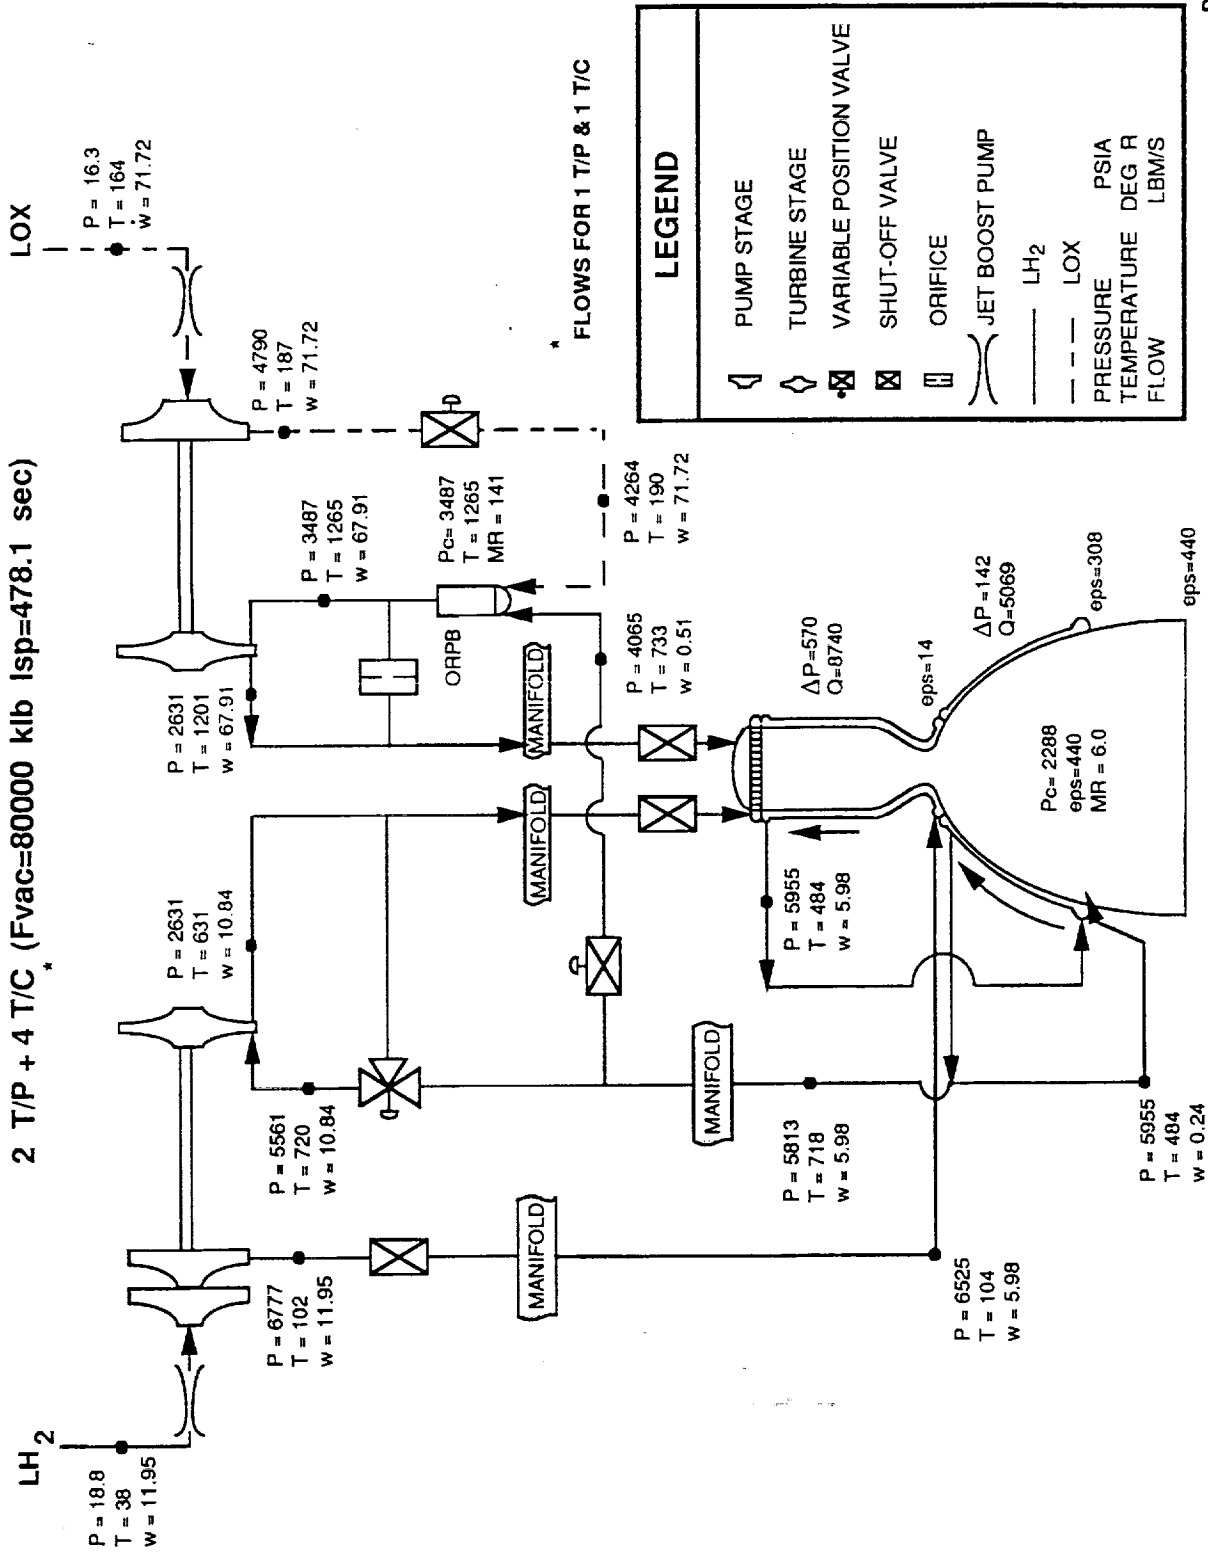 2 T/P + 4 T/C (Fvac=80000 klb Isp=478.1 sec)
*
LH2
P = 18.8
T = 38
w = 11.95
P = 6777
T = 102
w = 11.95
MANIFOLD
P = 6525
T = 104
w = 5.98
P = 5561
T = 720
w = 10.84
P = 2631
T = 631
w = 10.84
MANIFOLD
P = 5813
T = 718
w = 5.98
P = 5955
T = 484
w = 0.24
P = 5955
T = 484
w = 5.98
MANIFOLD
MANIFOLD
P = 2631
T = 1201
w = 67.91
ORPB
P = 3487
T = 1265
w = 67.91
Pc= 3487
T = 1265
MR = 141
P = 4065
T = 733
w = 0.51
LOX
P = 16.3
T = 164
w = 71.72
P = 4790
T = 187
w = 71.72
P = 4264
T = 190
w = 71.72
ΔP=570
Q=8740
eps=14
ΔP=142
Q=5069
eps=308
eps=440
Pc= 2288
eps=440
MR = 6.0
*
FLOWS FOR 1 T/P & 1 T/C
LEGEND
PUMP STAGE
TURBINE STAGE
VARIABLE POSITION VALVE
SHUT-OFF VALVE
ORIFICE
JET BOOST PUMP
LH2
LOX
PRESSURE PSIA
TEMPERATURE DEG R
FLOW LBM/S